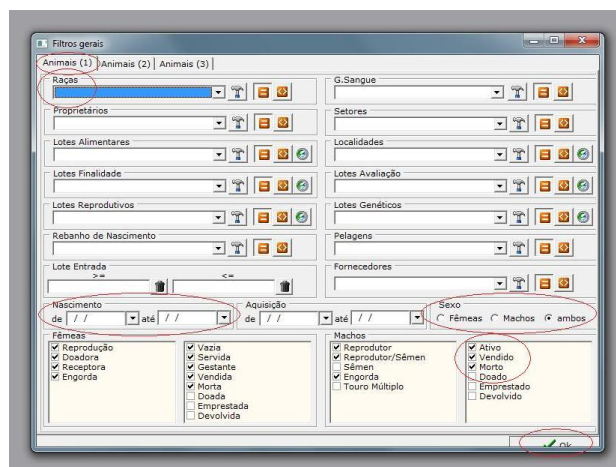 Filtros gerais
Animais (1) Animais (2) Animais (3)
Raças G.Sangue
Proprietários Setores
Lotes Alimentares Localidades
Lotes Finalidade Lotes Avaliação
Lotes Reprodutivos Lotes Genéticos
Rebanho de Nascimento Pelagens
Lote Entrada Fornecedores
>= <=
Nascimento Aquisição Sexo
de / / até / / de / / até / / Fêmeas Machos ambos
Fêmeas Machos
Reprodução Vazia Reprodutor Ativo
Doadora Servida Reprodutor/Sêmen Vendido
Receptora Gestante Sêmen Morto
Engorda Vendida Engorda Doado
Morta Touro Múltiplo Emprestado
Doada Devolvido
Emprestada
Devolvida
Ok